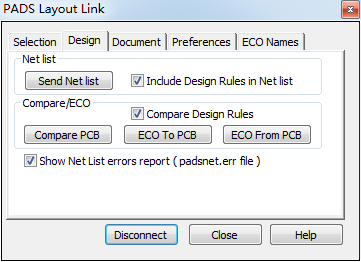 PADS Layout Link
Selection Design Document Preferences ECO Names
Net list
Send Net list Include Design Rules in Net list
Compare/ECO
Compare Design Rules
Compare PCB ECO To PCB ECO From PCB
Show Net List errors report ( padsnet.err file )
Disconnect Close Help